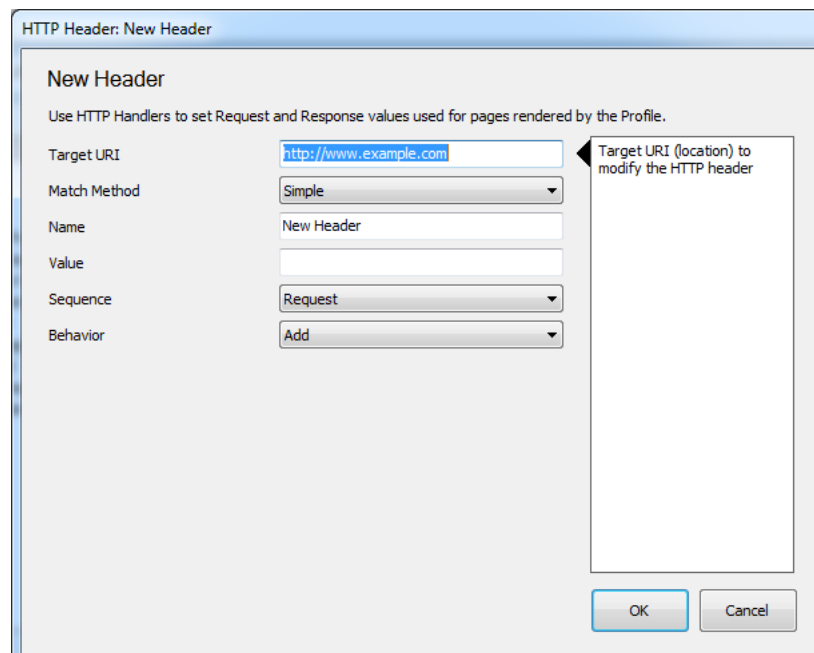 HTTP Header: New Header
New Header
Use HTTP Handlers to set Request and Response values used for pages rendered by the Profile.
Target URI
http://www.example.com
Target URI (location) to
modify the HTTP header
Match Method
Simple
Name
New Header
Value
Sequence
Request
Behavior
Add
OK
Cancel